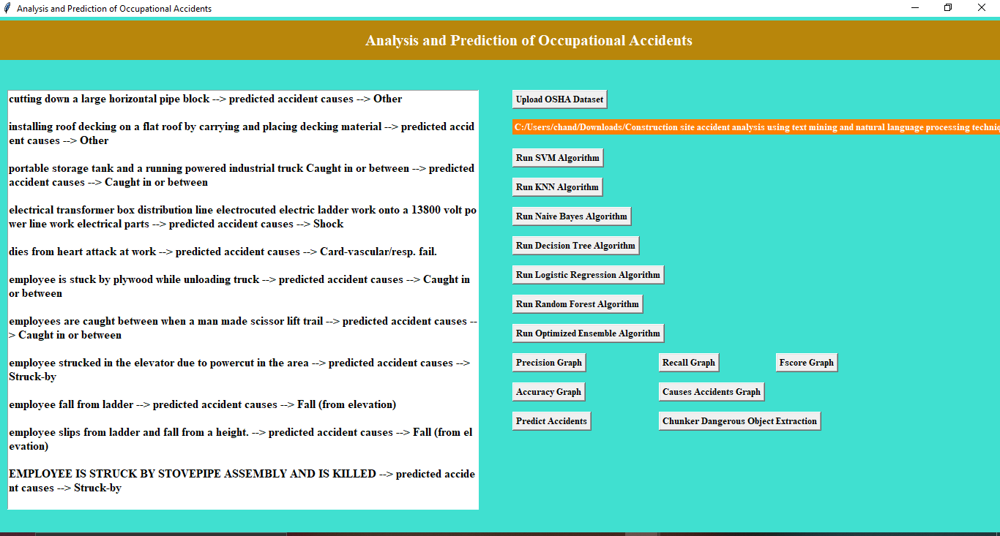 Analysis and Prediction of Occupational Accidents
Analysis and Prediction of Occupational Accidents
cutting down a large horizontal pipe block --> predicted accident causes --> Other
installing roof decking on a flat roof by carrying and placing decking material --> predicted accid
ent causes --> Other
portable storage tank and a running powered industrial truck Caught in or between --> predicted
accident causes --> Caught in or between
electrical transformer box distribution line electrocuted electric ladder work onto a 13800 volt po
wer line work electrical parts --> predicted accident causes --> Shock
dies from heart attack at work --> predicted accident causes --> Card-vascular/resp. fail.
employee is stuck by plywood while unloading truck --> predicted accident causes --> Caught in
or between
employees are caught between when a man made scissor lift trail --> predicted accident causes --
> Caught in or between
employee strucked in the elevator due to powercut in the area --> predicted accident causes -->
Struck-by
employee fall from ladder --> predicted accident causes --> Fall (from elevation)
employee slips from ladder and fall from a height. --> predicted accident causes --> Fall (from el
evation)
EMPLOYEE IS STRUCK BY STOVEPIPE ASSEMBLY AND IS KILLED --> predicted accide
nt causes --> Struck-by
Upload OSHA Dataset
C:/Users/chand/Downloads/Construction site accident analysis using text mining and natural language processing
Run SVM Algorithm
Run KNN Algorithm
Run Naive Bayes Algorithm
Run Decision Tree Algorithm
Run Logistic Regression Algorithm
Run Random Forest Algorithm
Run Optimized Ensemble Algorithm
Precision Graph
Recall Graph
Fscore Graph
Accuracy Graph
Causes Accidents Graph
Predict Accidents
Chunker Dangerous Object Extraction